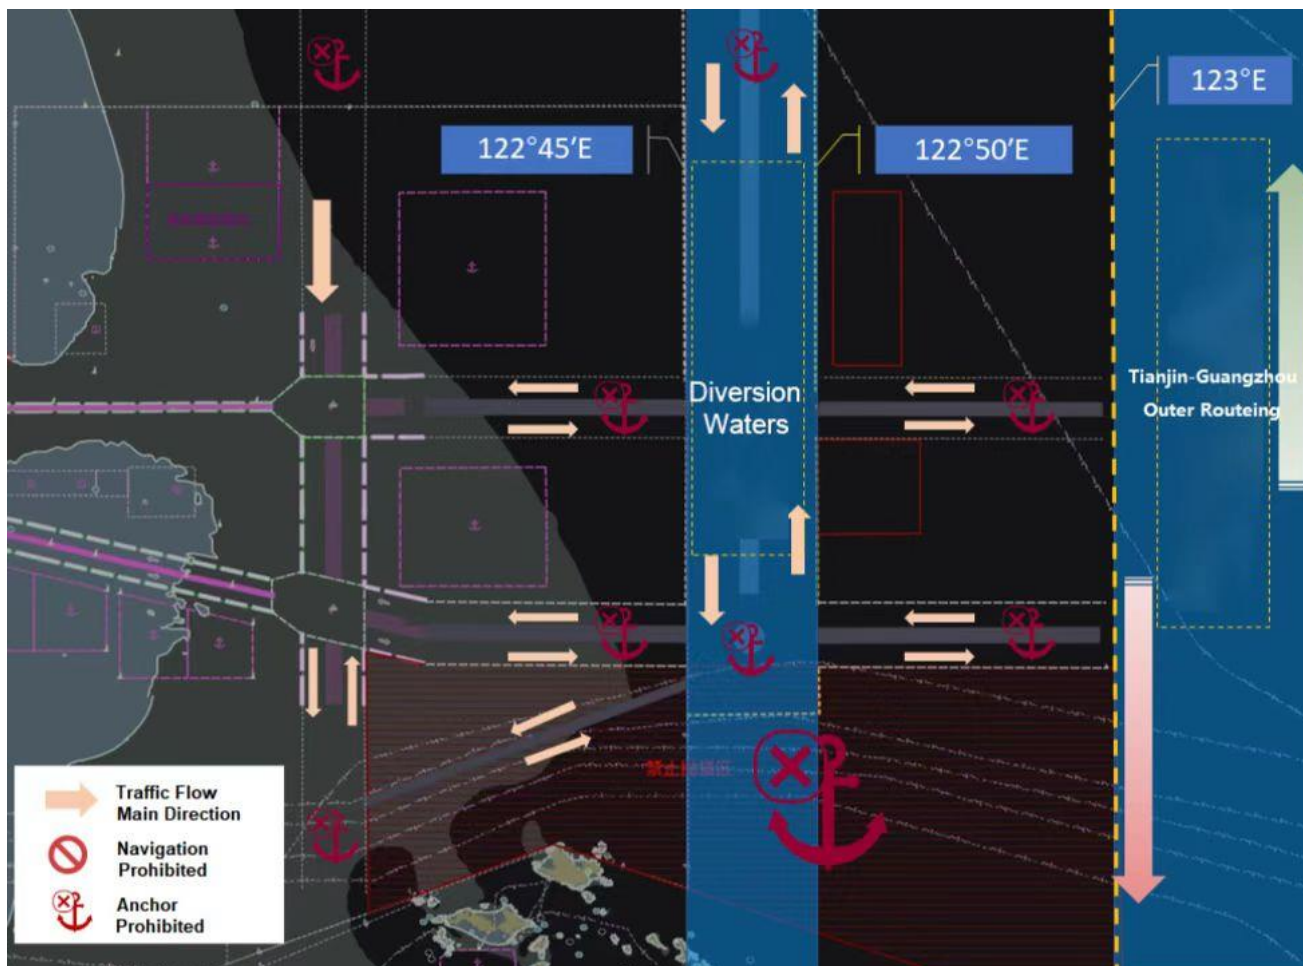 123°E
122°45′E
122°50′E
Diversion
Waters
Tianjin-Guangzhou
Outer Routeing
Traffic Flow
Main Direction
Navigation
Prohibited
Anchor
Prohibited